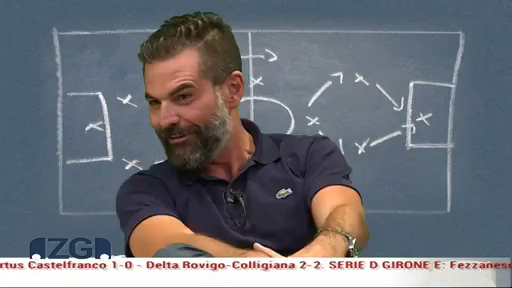 ZG
rtus Castelfranco 1-0 - Delta Rovigo-Colligiana 2-2. SERIE D GIRONE E: Fezzanese